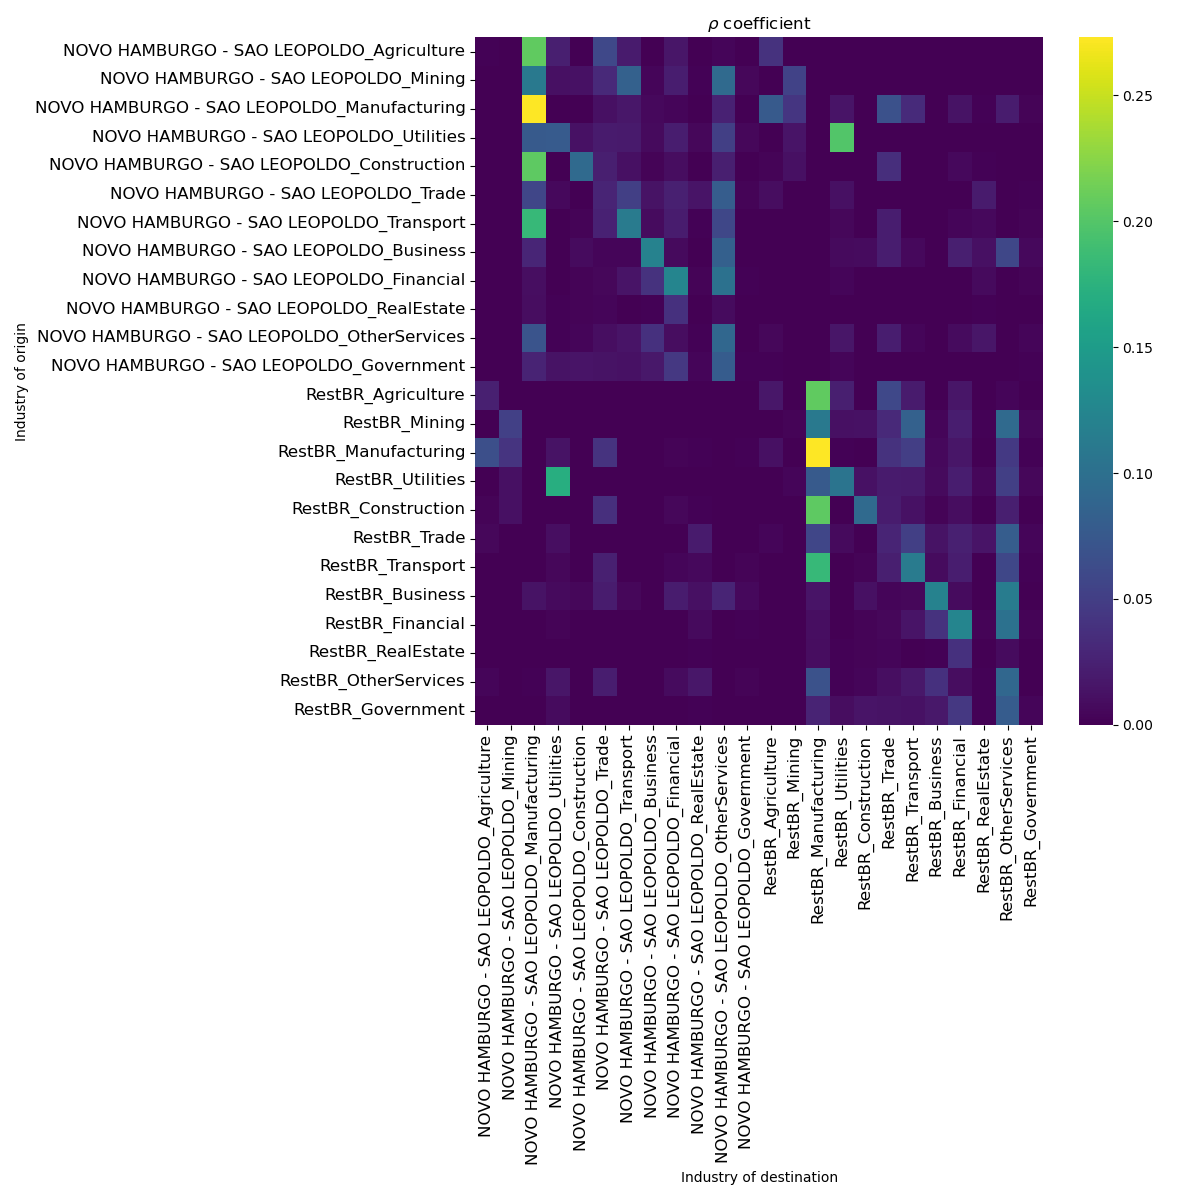 ρ coefficient
NOVO HAMBURGO - SAO LEOPOLDO_Agriculture
NOVO HAMBURGO - SAO LEOPOLDO_Mining
NOVO HAMBURGO - SAO LEOPOLDO_Manufacturing
NOVO HAMBURGO - SAO LEOPOLDO_Utilities
NOVO HAMBURGO - SAO LEOPOLDO_Construction
NOVO HAMBURGO - SAO LEOPOLDO_Trade
NOVO HAMBURGO - SAO LEOPOLDO_Transport
NOVO HAMBURGO - SAO LEOPOLDO_Business
NOVO HAMBURGO - SAO LEOPOLDO_Financial
NOVO HAMBURGO - SAO LEOPOLDO_RealEstate
NOVO HAMBURGO - SAO LEOPOLDO_OtherServices
NOVO HAMBURGO - SAO LEOPOLDO_Government
RestBR_Agriculture
RestBR_Mining
RestBR_Manufacturing
RestBR_Utilities
RestBR_Construction
RestBR_Trade
RestBR_Transport
RestBR_Business
RestBR_Financial
RestBR_RealEstate
RestBR_OtherServices
RestBR_Government
Industry of origin
NOVO HAMBURGO - SAO LEOPOLDO_Agriculture
NOVO HAMBURGO - SAO LEOPOLDO_Mining
NOVO HAMBURGO - SAO LEOPOLDO_Manufacturing
NOVO HAMBURGO - SAO LEOPOLDO_Utilities
NOVO HAMBURGO - SAO LEOPOLDO_Construction
NOVO HAMBURGO - SAO LEOPOLDO_Trade
NOVO HAMBURGO - SAO LEOPOLDO_Transport
NOVO HAMBURGO - SAO LEOPOLDO_Business
NOVO HAMBURGO - SAO LEOPOLDO_Financial
NOVO HAMBURGO - SAO LEOPOLDO_RealEstate
NOVO HAMBURGO - SAO LEOPOLDO_OtherServices
NOVO HAMBURGO - SAO LEOPOLDO_Government
RestBR_Agriculture
RestBR_Mining
RestBR_Manufacturing
RestBR_Utilities
RestBR_Construction
RestBR_Trade
RestBR_Transport
RestBR_Business
RestBR_Financial
RestBR_RealEstate
RestBR_OtherServices
RestBR_Government
Industry of destination
0.25
0.20
0.15
0.10
0.05
0.00